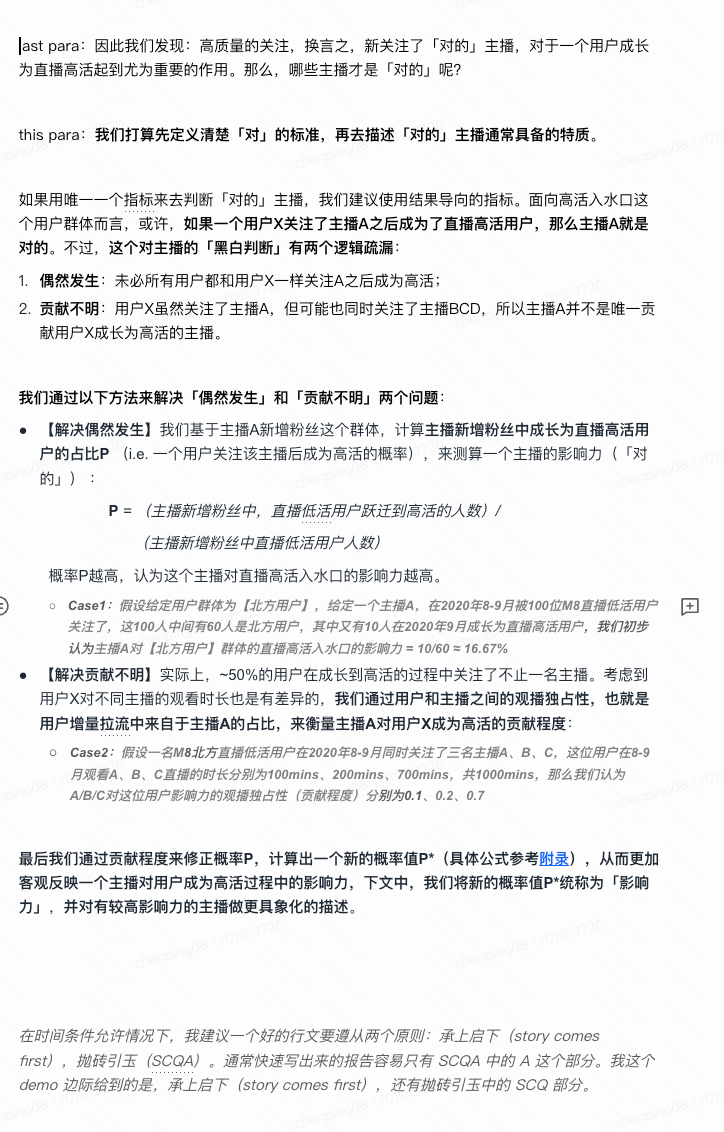 last para：因此我们发现：高质量的关注，换言之，新关注了「对的」主播，对于一个用户成长
为直播高活起到尤为重要的作用。那么，哪些主播才是「对的」呢?
this para：我们打算先定义清楚「对」的标准，再去描述「对的」主播通常具备的特质。
如果用唯一一个指标来去判断「对的」主播，我们建议使用结果导向的指标。面向高活入水口这
个用户群体而言，或许，如果一个用户X关注了主播A之后成为了直播高活用户，那么主播A就是
对的。不过，这个对主播的「黑白判断」有两个逻辑疏漏：
1. 偶然发生：未必所有用户都和用户X一样关注A之后成为高活；
2. 贡献不明：用户X虽然关注了主播A，但可能也同时关注了主播BCD，所以主播A并不是唯一贡
献用户X成长为高活的主播。
我们通过以下方法来解决「偶然发生」和「贡献不明」两个问题：
● 【解决偶然发生】我们基于主播A新增粉丝这个群体，计算主播新增粉丝中成长为直播高活用
户的占比P （i.e. 一个用户关注该主播后成为高活的概率），来测算一个主播的影响力（「对
的」）：
P = （主播新增粉丝中，直播低活用户跃迁到高活的人数）/
（主播新增粉丝中直播低活用户人数）
概率P越高，认为这个主播对直播高活入水口的影响力越高。
○ Case1：假设给定用户群体为【北方用户】，给定一个主播A，在2020年8-9月被100位M8直播低活用户
关注了，这100人中间有60人是北方用户，其中又有10人在2020年9月成长为直播高活用户，我们初步
认为主播A对【北方用户】群体的直播高活入水口的影响力 = 10/60 ≈ 16.67%
● 【解决贡献不明】实际上，~50%的用户在成长到高活的过程中关注了不止一名主播。考虑到
用户X对不同主播的观看时长也是有差异的，我们通过用户和主播之间的观播独占性，也就是
用户增量拉流中来自于主播A的占比，来衡量主播A对用户X成为高活的贡献程度：
○ Case2：假设一名M8北方直播低活用户在2020年8-9月同时关注了三名主播A、B、C，这位用户在8-9
月观看A、B、C直播的时长分别为100mins、200mins、700mins，共1000mins，那么我们认为
A/B/C对这位用户影响力的观播独占性（贡献程度）分别为0.1、0.2、0.7
最后我们通过贡献程度来修正概率P，计算出一个新的概率值P*（具体公式参考附录），从而更加
客观反映一个主播对用户成为高活过程中的影响力，下文中，我们将新的概率值P*统称为「影响
力」，并对有较高影响力的主播做更具象化的描述。
在时间条件允许情况下，我建议一个好的行文要遵从两个原则：承上启下（story comes
first），抛砖引玉（SCQA）。通常快速写出来的报告容易只有 SCQA 中的 A 这个部分。我这个
demo 边际给到的是，承上启下（story comes first），还有抛砖引玉中的 SCQ 部分。